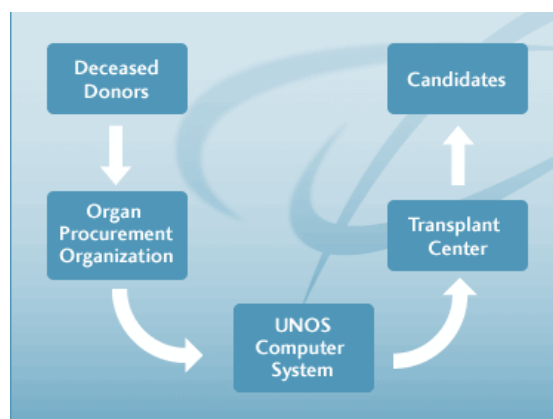 Deceased
Donors
Organ
Procurement
Organization
UNOS
Computer
System
Transplant
Center
Candidates